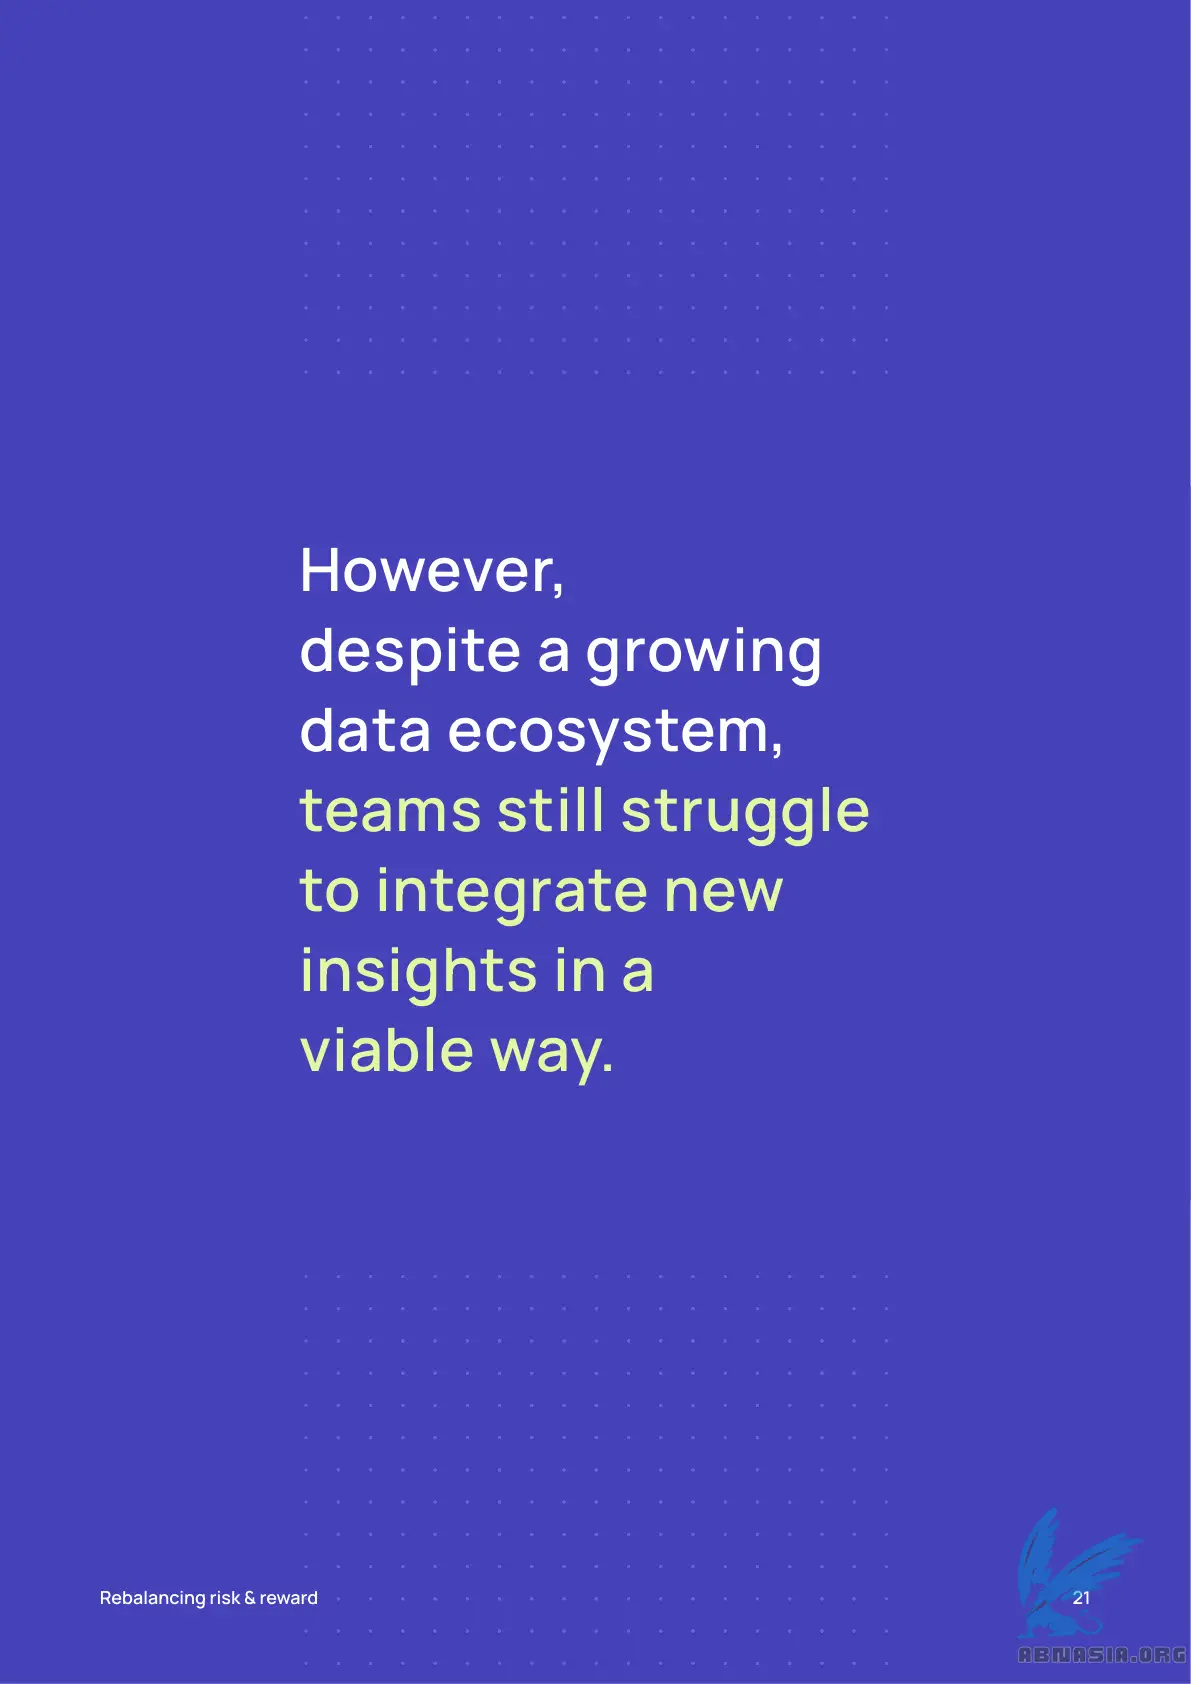 However,
despite a growing
data ecosystem,
teams still struggle
to integrate new
insights in a
viable way.
Rebalancing risk & reward
21
ABNASIA.ORG